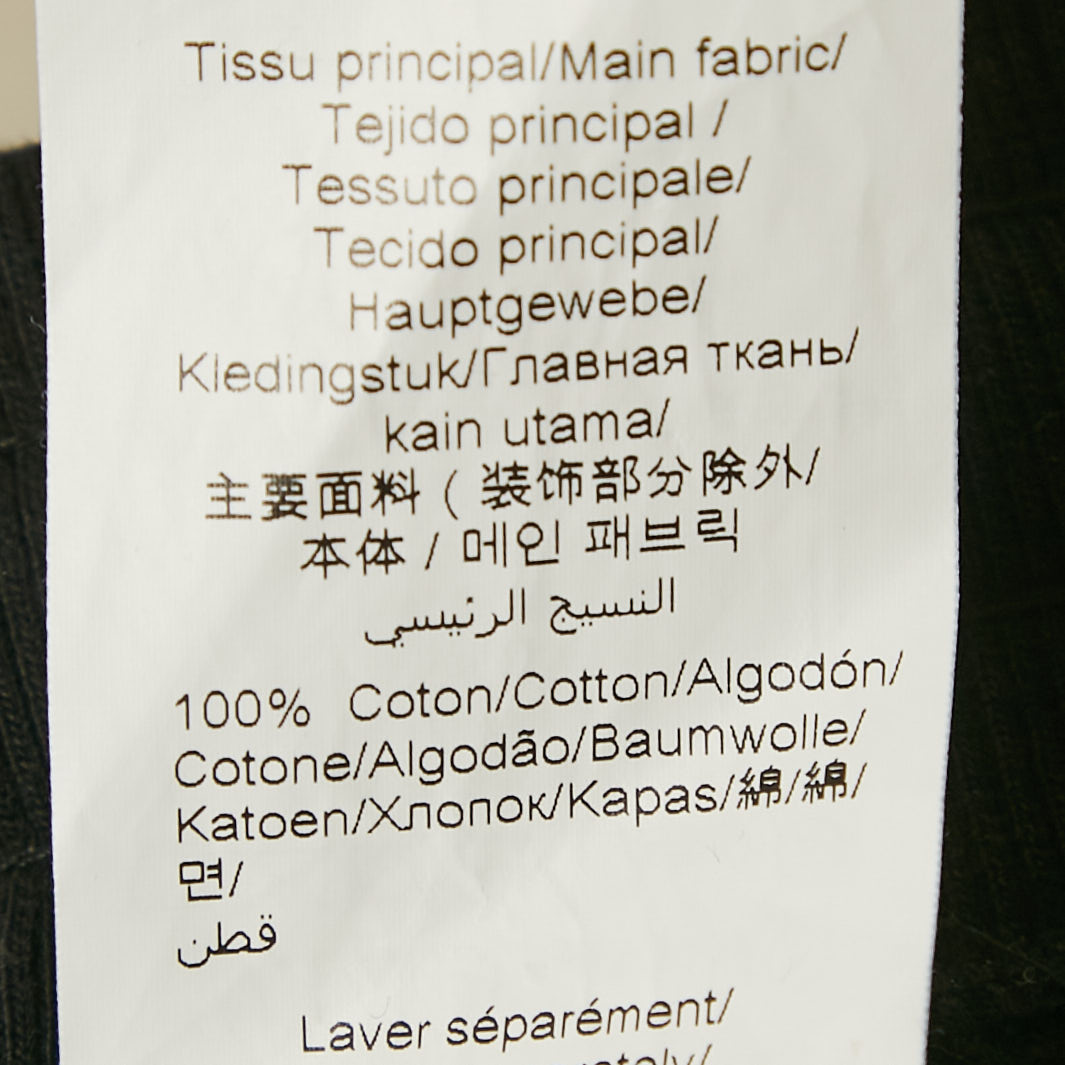 Tissu principal/Main fabric/
Tejido principal /
Tessuto principale/
Tecido principal/
Hauptgewebe/
Kledingstuk/Главная ткань/
kain utama/
主要面料 ( 装饰部分除外/
本体 / 메인 패브릭
النسيج الرئيسي
100% Coton/Cotton/Algodón/
Cotone/Algodão/Baumwolle/
Katoen/Хлопок/Kapas/綿/綿/
면/
قطن
Laver séparément/